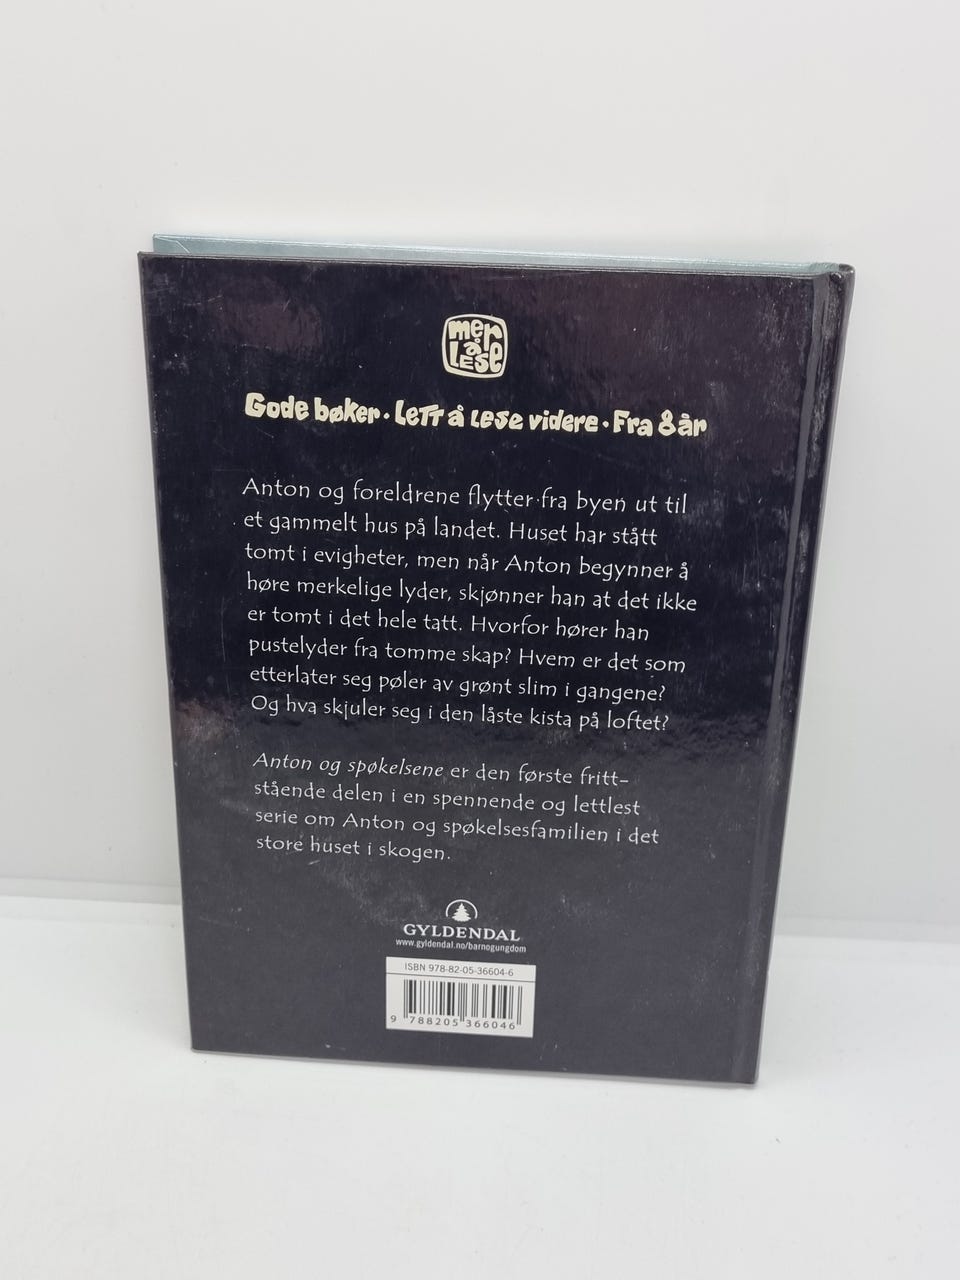 mer
å
LESE
Gode bøker · Lett å lese videre · Fra 8 år
Anton og foreldrene flytter fra byen ut til
et gammelt hus på landet. Huset har stått
tomt i evigheter, men når Anton begynner å
høre merkelige lyder, skjønner han at det ikke
er tomt i det hele tatt. Hvorfor hører han
pustelyder fra tomme skap? Hvem er det som
etterlater seg pøler av grønt slim i gangene?
Og hva skjuler seg i den låste kista på loftet?
Anton og spøkelsene er den første fritt-
stående delen i en spennende og lettlest
serie om Anton og spøkelsesfamilien i det
store huset i skogen.
GYLDENDAL
www.gyldendal.no/barnogungdom
ISBN 978-82-05-36604-6
9 788205 366046